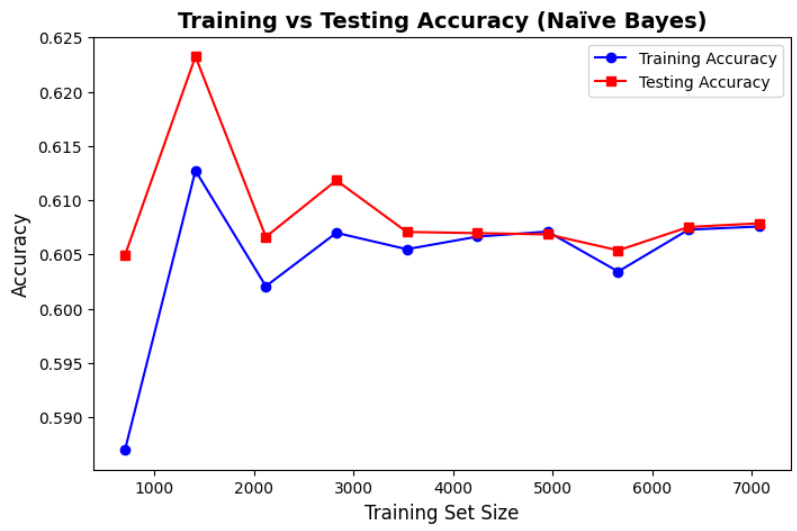 Training vs Testing Accuracy (Naïve Bayes)
Training Accuracy
Testing Accuracy
Accuracy
0.625
0.620
0.615
0.610
0.605
0.600
0.595
0.590
1000 2000 3000 4000 5000 6000 7000
Training Set Size